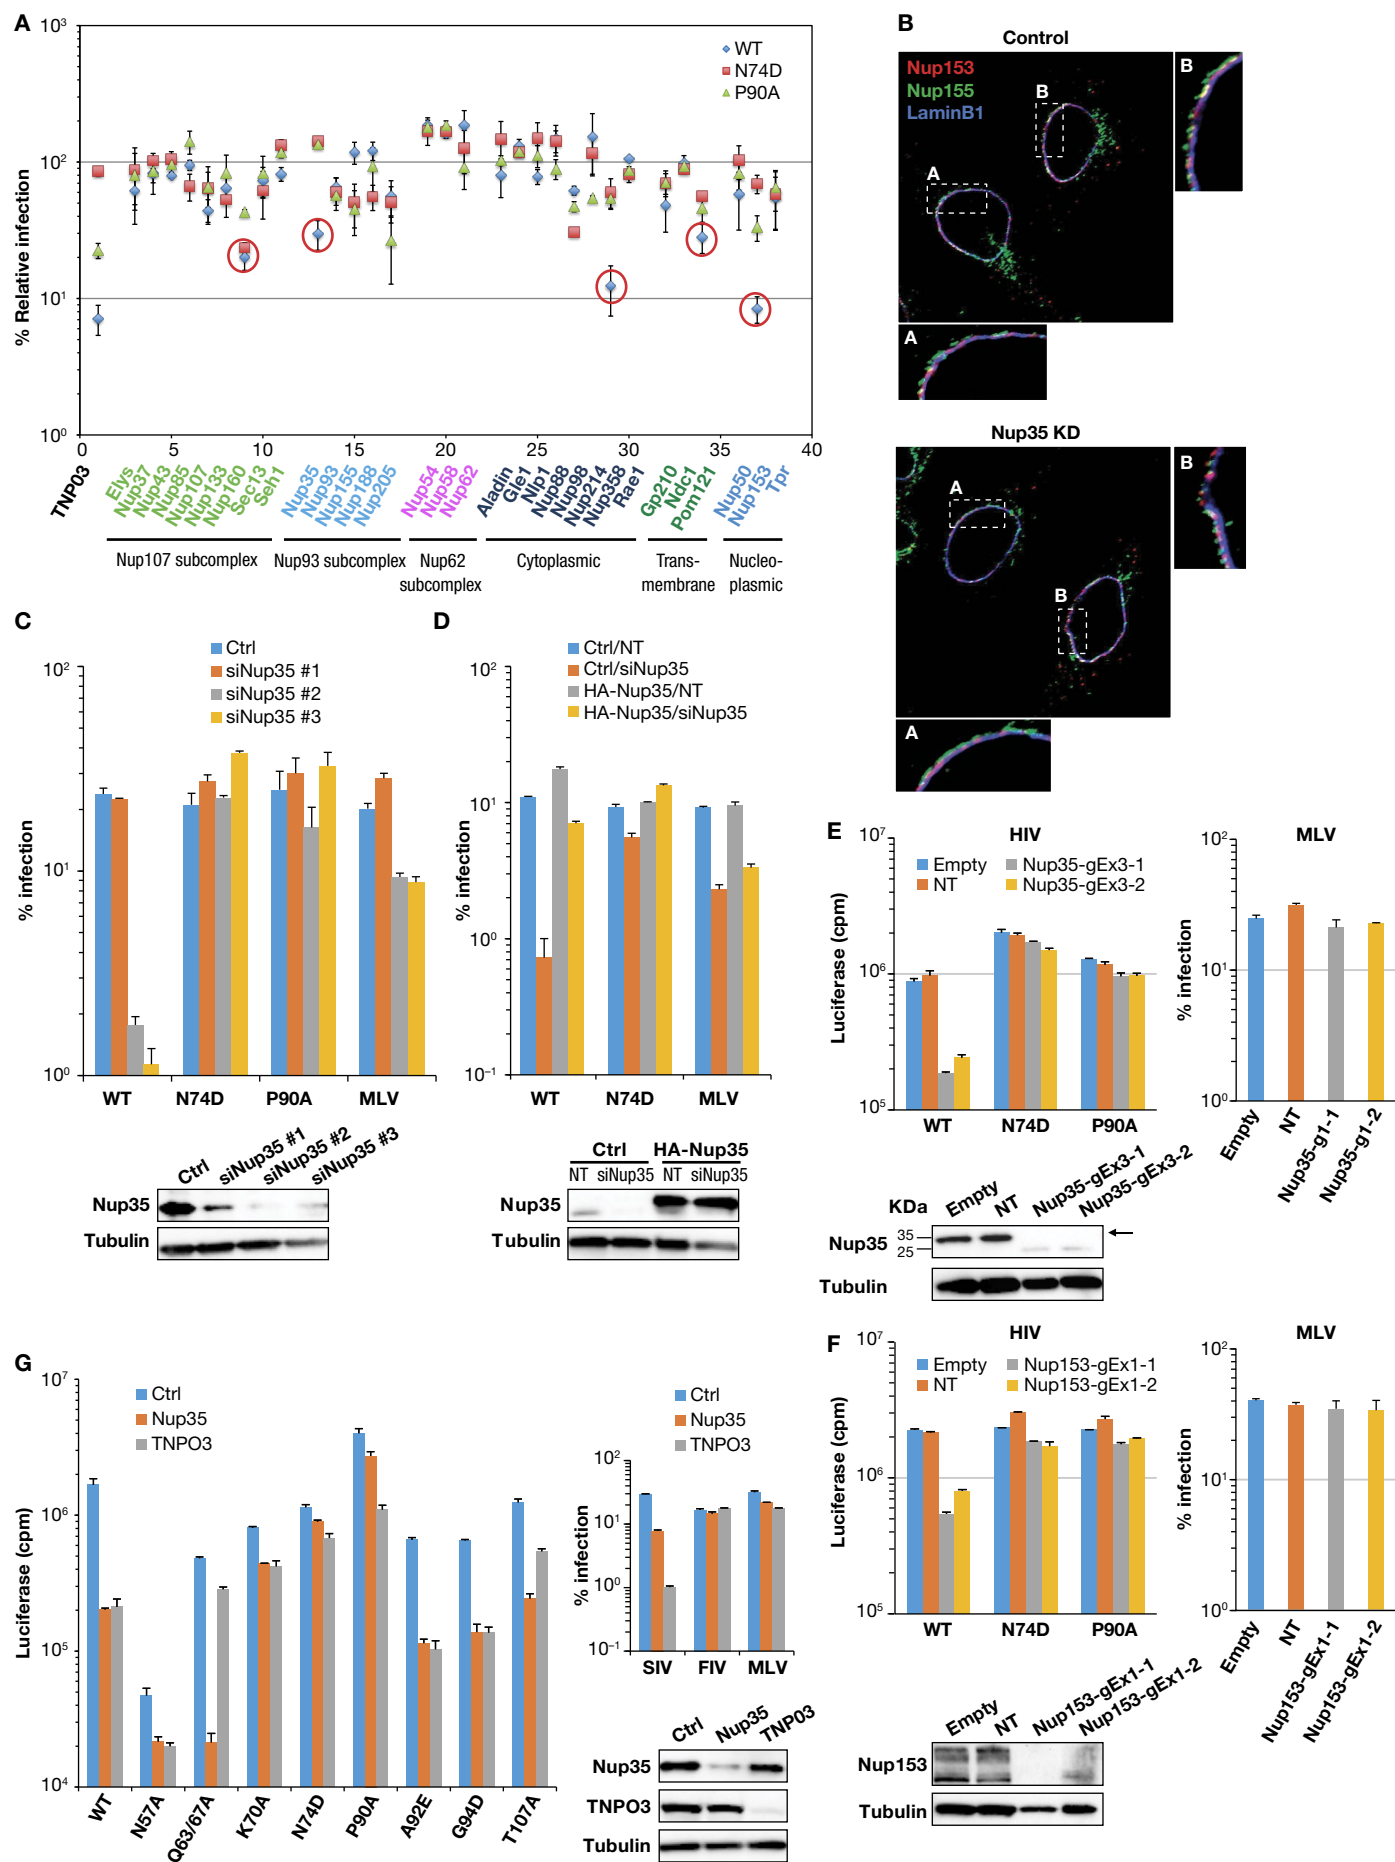 A
10³
10²
10¹
10⁰
% Relative infection
WT
N74D
P90A
0 5 10 15 20 25 30 35 40
TNP03
Elys
Nup37
Nup43
Nup85
Nup107
Nup133
Nup160
Sec13
Seh1
Nup35
Nup93
Nup155
Nup188
Nup205
Nup54
Nup58
Nup62
Aladin
Gle1
Nlp1
Nup88
Nup98
Nup214
Nup358
Rae1
Gp210
Ndc1
Pom121
Nup50
Nup153
Tpr
Nup107 subcomplex
Nup93 subcomplex
Nup62
subcomplex
Cytoplasmic
Trans-
membrane
Nucleo-
plasmic
B
Control
Nup153
Nup155
LaminB1
B
A
B
A
Nup35 KD
A
B
B
A
C
Ctrl
siNup35 #1
siNup35 #2
siNup35 #3
10²
10¹
10⁰
% infection
WT N74D P90A MLV
Ctrl
siNup35 #1
siNup35 #2
siNup35 #3
Nup35
Tubulin
D
Ctrl/NT
Ctrl/siNup35
HA-Nup35/NT
HA-Nup35/siNup35
10²
10¹
10⁰
10⁻¹
% infection
WT N74D MLV
Ctrl HA-Nup35
NT siNup35 NT siNup35
Nup35
Tubulin
E
HIV
Empty
NT
Nup35-gEx3-1
Nup35-gEx3-2
10⁷
10⁶
10⁵
Luciferase (cpm)
WT N74D P90A
MLV
10²
10¹
10⁰
% infection
Empty
NT
Nup35-g1-1
Nup35-g1-2
KDa
Empty
NT
Nup35-gEx3-1
Nup35-gEx3-2
Nup35
35
25
Tubulin
F
HIV
Empty
NT
Nup153-gEx1-1
Nup153-gEx1-2
10⁷
10⁶
10⁵
Luciferase (cpm)
WT N74D P90A
MLV
10²
10¹
10⁰
% infection
Empty
NT
Nup153-gEx1-1
Nup153-gEx1-2
Empty
NT
Nup153-gEx1-1
Nup153-gEx1-2
Nup153
Tubulin
G
Ctrl
Nup35
TNPO3
10⁷
10⁶
10⁵
10⁴
Luciferase (cpm)
WT
N57A
Q63/67A
K70A
N74D
P90A
A92E
G94D
T107A
Ctrl
Nup35
TNPO3
10²
10¹
10⁰
10⁻¹
% infection
SIV FIV MLV
Ctrl
Nup35
TNP03
Nup35
TNPO3
Tubulin